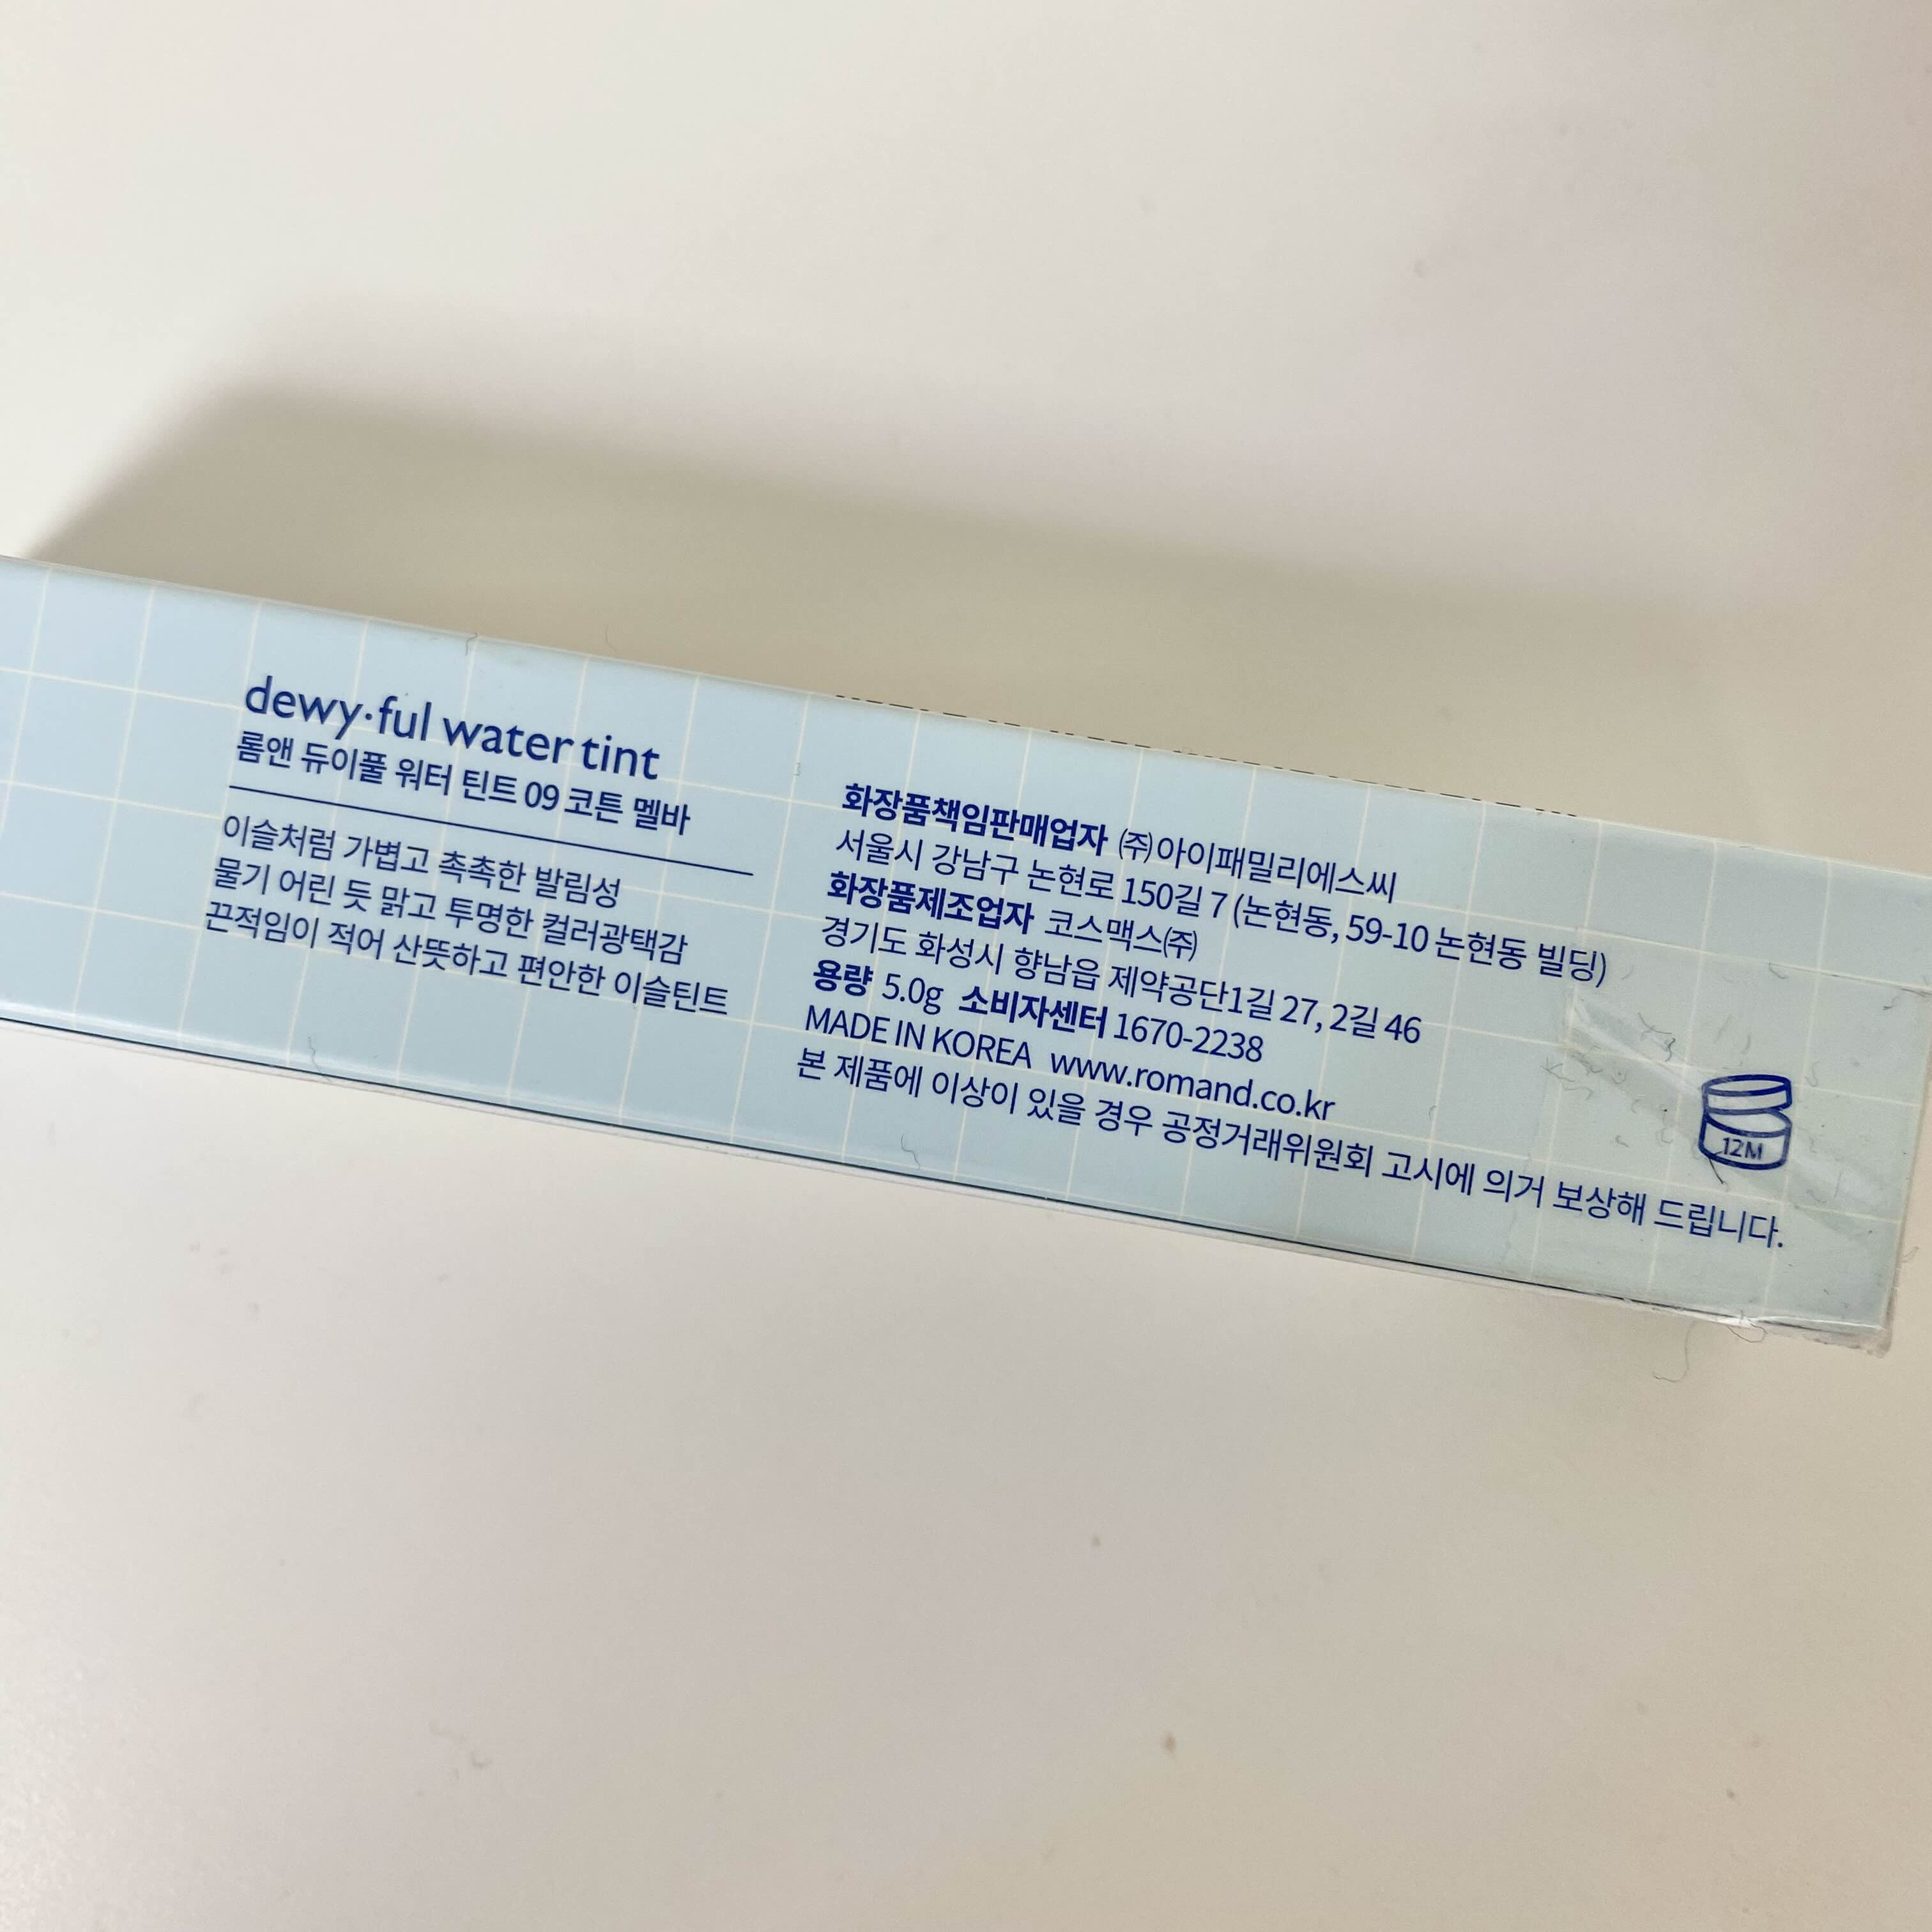 dewy·ful water tint
롬앤 듀이풀 워터 틴트 09 코튼 멜바
이슬처럼 가볍고 촉촉한 발림성
물기 어린 듯 맑고 투명한 컬러광택감
끈적임이 적어 산뜻하고 편안한 이슬틴트
화장품책임판매업자 ㈜아이패밀리에스씨
서울시 강남구 논현로 150길 7 (논현동, 59-10 논현동 빌딩)
화장품제조업자 코스맥스㈜
경기도 화성시 향남읍 제약공단1길 27, 2길 46
용량 5.0g 소비자센터 1670-2238
MADE IN KOREA www.romand.co.kr
본 제품에 이상이 있을 경우 공정거래위원회 고시에 의거 보상해 드립니다.
12M